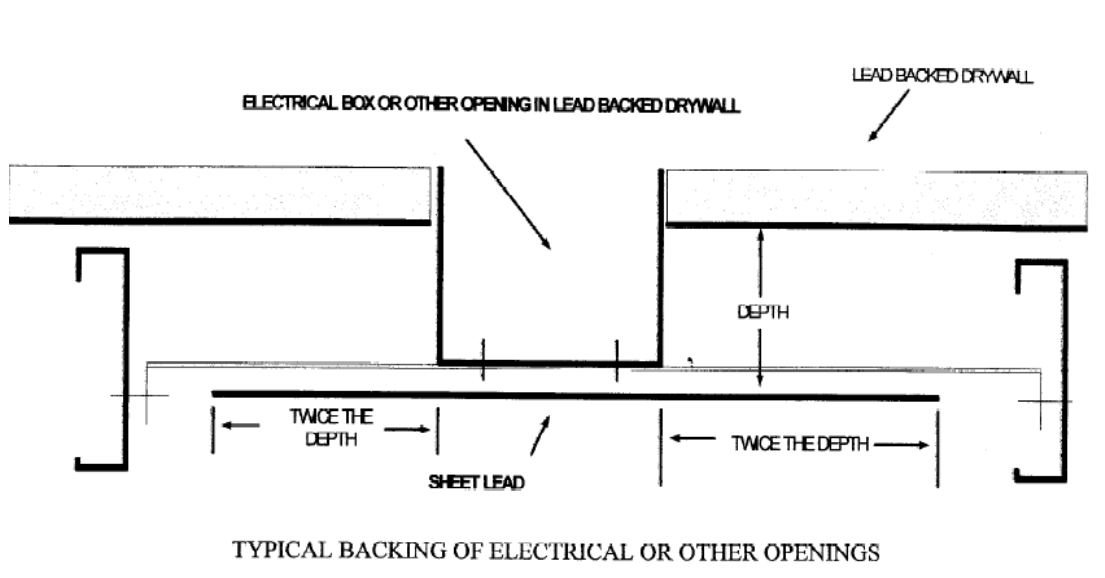 LEAD BACKED DRYWALL
ELECTRICAL BOX OR OTHER OPENING IN LEAD BACKED DRYWALL
DEPTH
TWICE THE
DEPTH
TWICE THE DEPTH
SHEET LEAD
TYPICAL BACKING OF ELECTRICAL OR OTHER OPENINGS